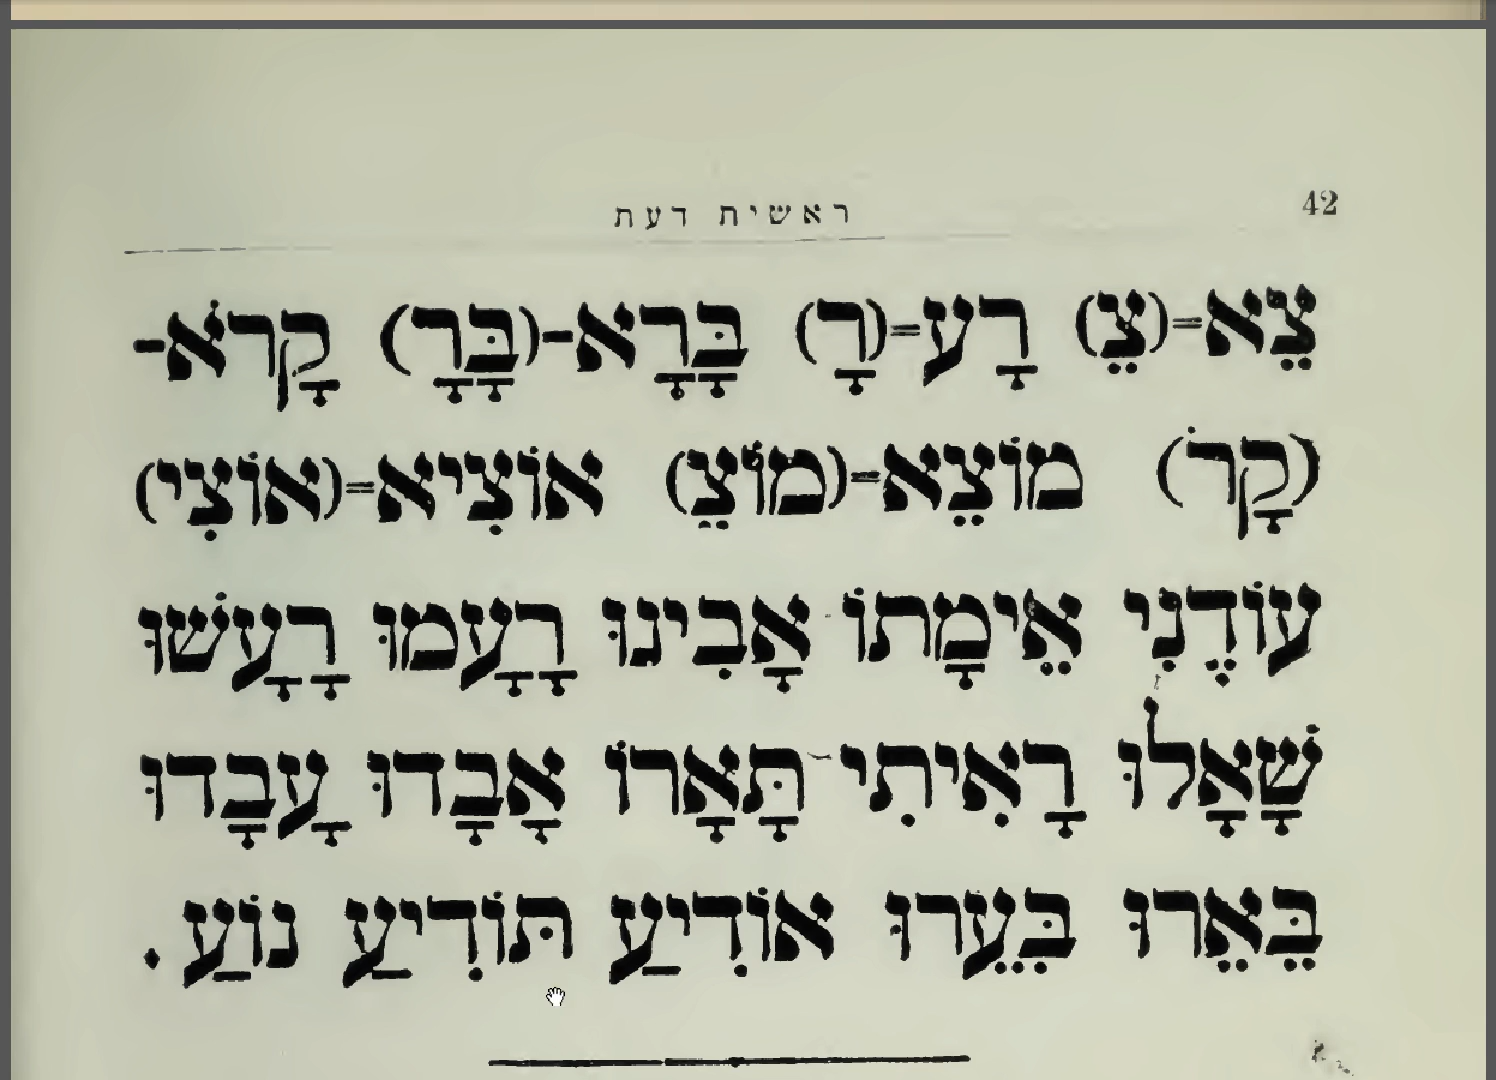 42 ראשית דעת
צֵּא=(צֵּ) רָע=(רָ) בָּרָא-(בָּרָ) קָרֹא-
(קָרֹ) מוֹצֵא=(מוֹצֵ) אוֹצִיא=(אוֹצִי)
עוֹדֶנִי אֵימָתוֹ אָבִינוּ רָעָמוּ רָעָשׁוּ
שָׁאָלוּ רָאִיתִי תָּאָרוֹ אָבָדוּ עָבָדוּ
בֵּאֵרוּ בֵּעֲרוּ אוֹדִיעַ תּוֹדִיעַ נוֹעַ.